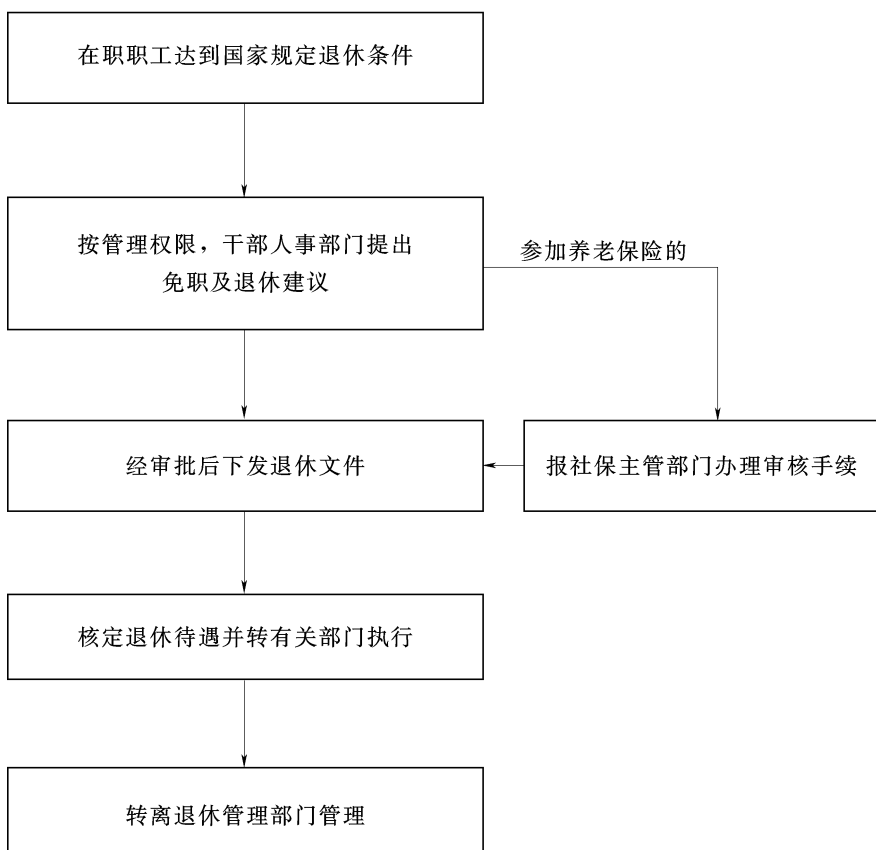 在职职工达到国家规定退休条件
按管理权限，干部人事部门提出
免职及退休建议
参加养老保险的
经审批后下发退休文件
报社保主管部门办理审核手续
核定退休待遇并转有关部门执行
转离退休管理部门管理